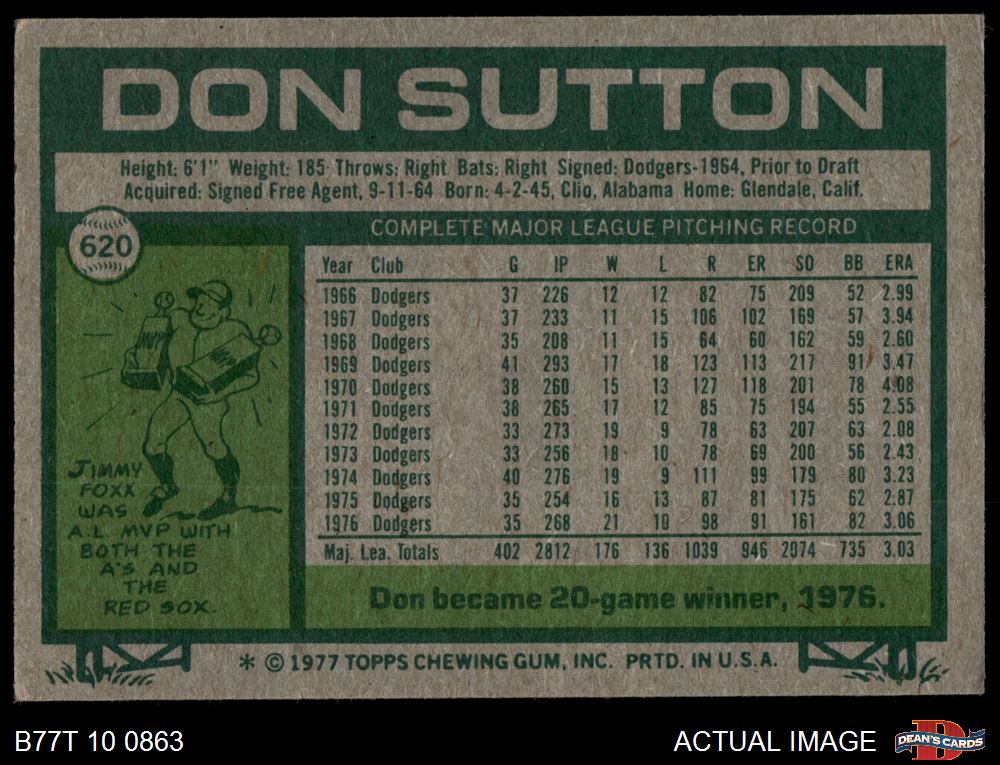 DON SUTTON
Height: 6'1" Weight: 185 Throws: Right Bats: Right Signed: Dodgers-1964, Prior to Draft
Acquired: Signed Free Agent, 9-11-64 Born: 4-2-45, Clio, Alabama Home: Glendale, Calif.
620
COMPLETE MAJOR LEAGUE PITCHING RECORD
Year Club G IP W L R ER SO BB ERA
1966 Dodgers 37 226 12 12 82 75 209 52 2.99
1967 Dodgers 37 233 11 15 106 102 169 57 3.94
1968 Dodgers 35 208 11 15 64 60 162 59 2.60
1969 Dodgers 41 293 17 18 123 113 217 91 3.47
1970 Dodgers 38 260 15 13 127 118 201 78 4.08
1971 Dodgers 38 265 17 12 85 75 194 55 2.55
1972 Dodgers 33 273 19 9 78 63 207 63 2.08
1973 Dodgers 33 256 18 10 78 69 200 56 2.43
1974 Dodgers 40 276 19 9 111 99 179 80 3.23
1975 Dodgers 35 254 16 13 87 81 175 62 2.87
1976 Dodgers 35 268 21 10 98 91 161 82 3.06
Maj. Lea. Totals 402 2812 176 136 1039 946 2074 735 3.03
MVP
JIMMY
FOXX
WAS
A.L. MVP WITH
BOTH THE
A'S AND
THE
RED SOX.
Don became 20-game winner, 1976.
* © 1977 TOPPS CHEWING GUM, INC. PRTD. IN U.S.A.
B77T 10 0863
ACTUAL IMAGE
DEAN'S CARDS